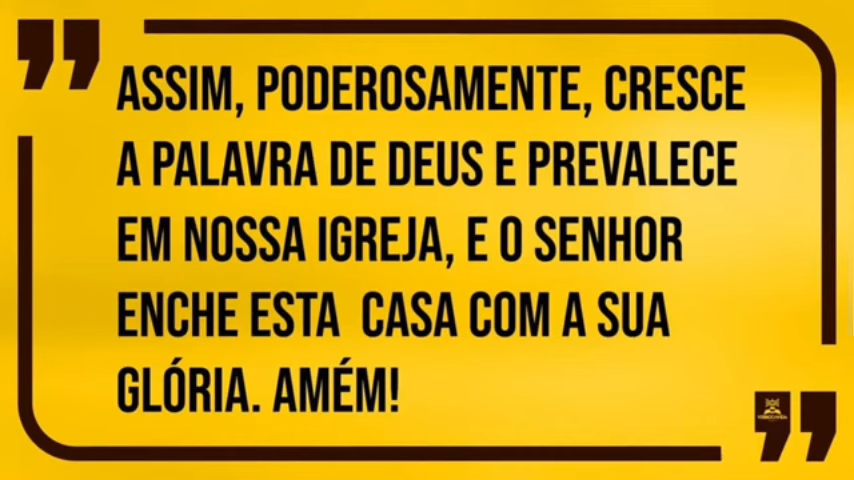 ASSIM, PODEROSAMENTE, CRESCE
A PALAVRA DE DEUS E PREVALECE
EM NOSSA IGREJA, E O SENHOR
ENCHE ESTA CASA COM A SUA
GLÓRIA. AMÉM!